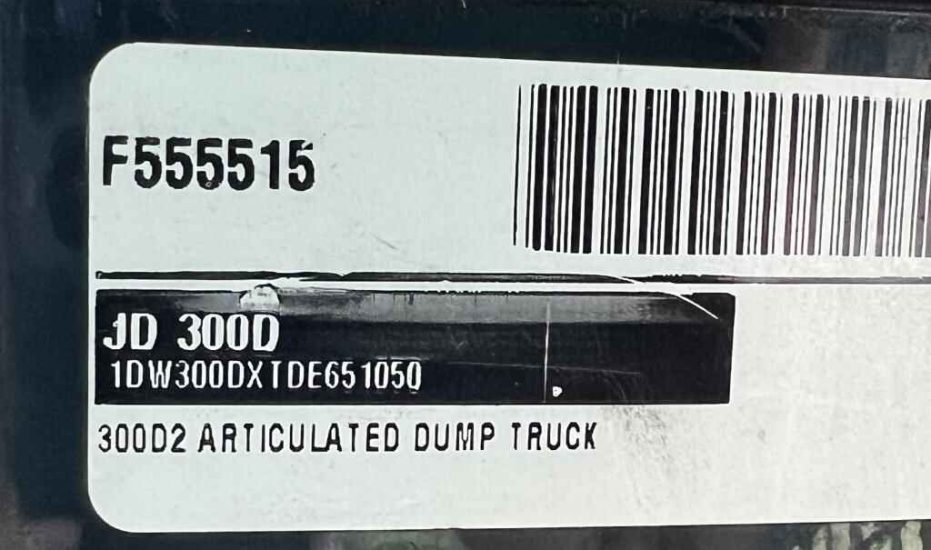 F555515
JD 300D
1DW300DXTDE651050
300D2 ARTICULATED DUMP TRUCK